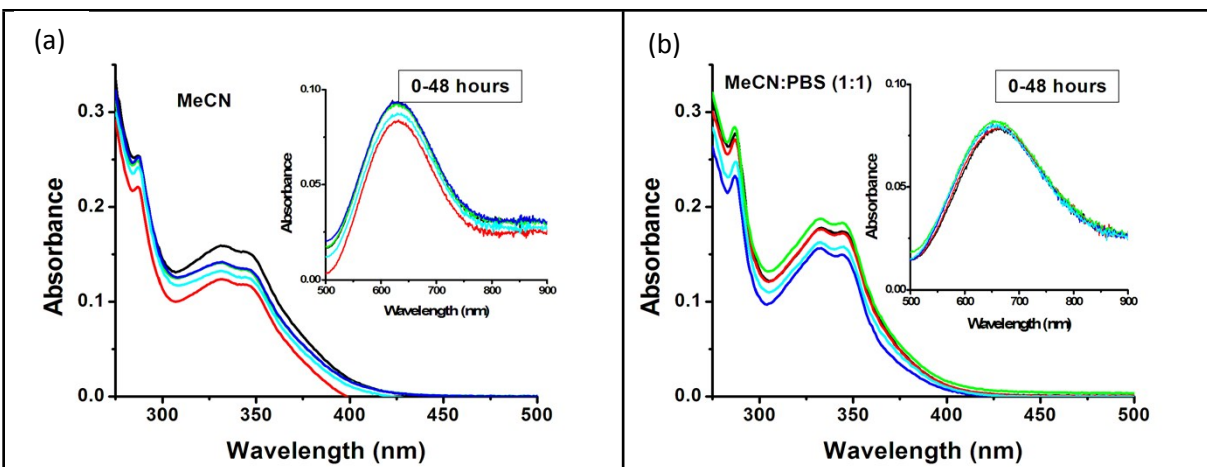 (a)
MeCN
0-48 hours
0.10
0.05
0.00
Absorbance
500 600 700 800 900
Wavelength (nm)
0.3
0.2
0.1
0.0
Absorbance
300 350 400 450 500
Wavelength (nm)
(b)
MeCN:PBS (1:1)
0-48 hours
0.10
0.05
0.00
Absorbance
500 600 700 800 900
Wavelength (nm)
0.3
0.2
0.1
0.0
Absorbance
300 350 400 450 500
Wavelength (nm)